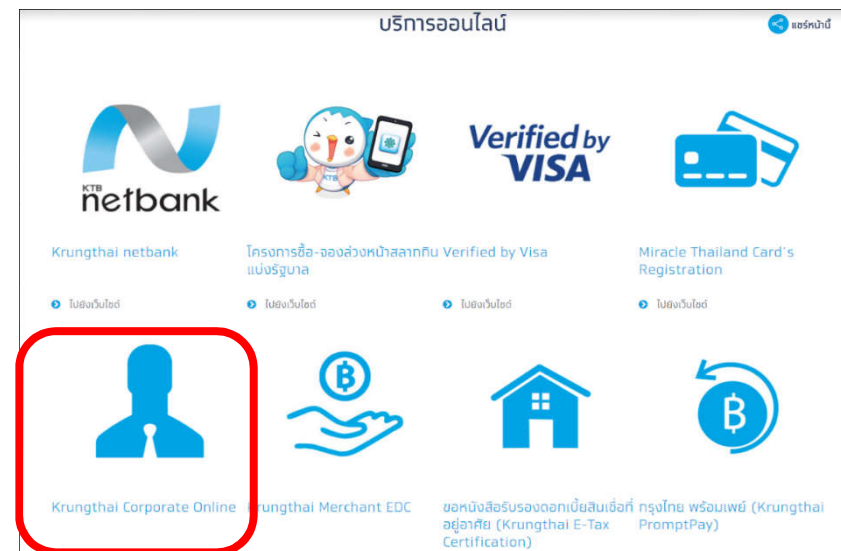 บริการออนไลน์
แชร์หน้านี้
KTB
netbank
KTB
Verified by
VISA
Krungthai netbank
โครงการซื้อ-จองล่วงหน้าสลากกิน
แบ่งรัฐบาล
Verified by Visa
Miracle Thailand Card's
Registration
ไปยังเว็บไซต์
ไปยังเว็บไซต์
ไปยังเว็บไซต์
ไปยังเว็บไซต์
฿
฿
Krungthai Corporate Online
Krungthai Merchant EDC
ขอหนังสือรับรองดอกเบี้ยสินเชื่อที่
อยู่อาศัย (Krungthai E-Tax
Certification)
กรุงไทย พร้อมเพย์ (Krungthai
PromptPay)